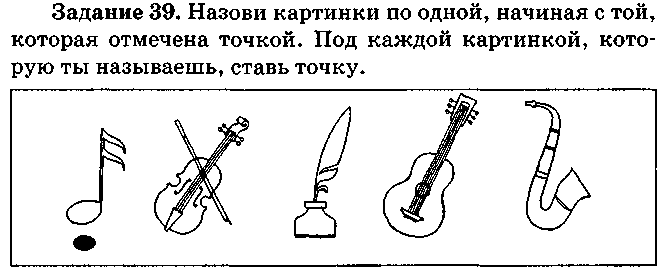 Задание 39. Назови картинки по одной, начиная с той,
которая отмечена точкой. Под каждой картинкой, кото-
рую ты называешь, ставь точку.